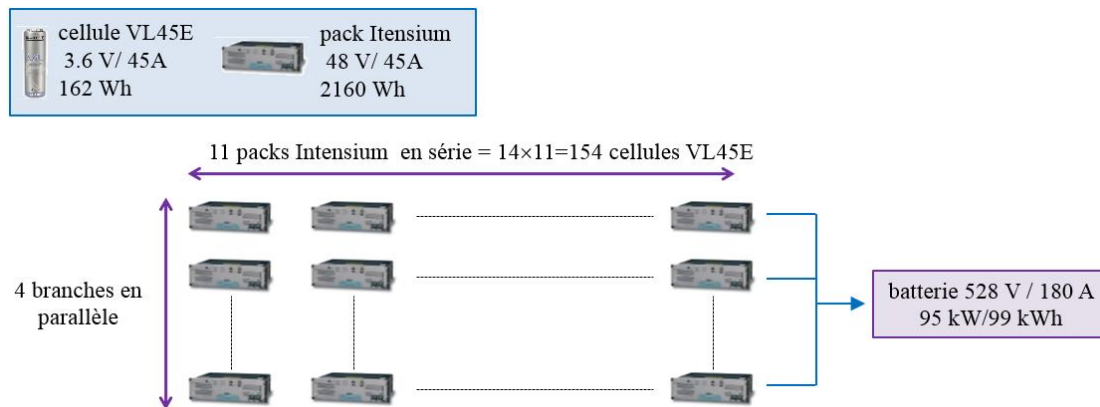 cellule VL45E
3.6 V/ 45A
162 Wh
pack Itensium
48 V/ 45A
2160 Wh
11 packs Intensium en série = 14×11=154 cellules VL45E
4 branches en
parallèle
batterie 528 V / 180 A
95 kW/99 kWh